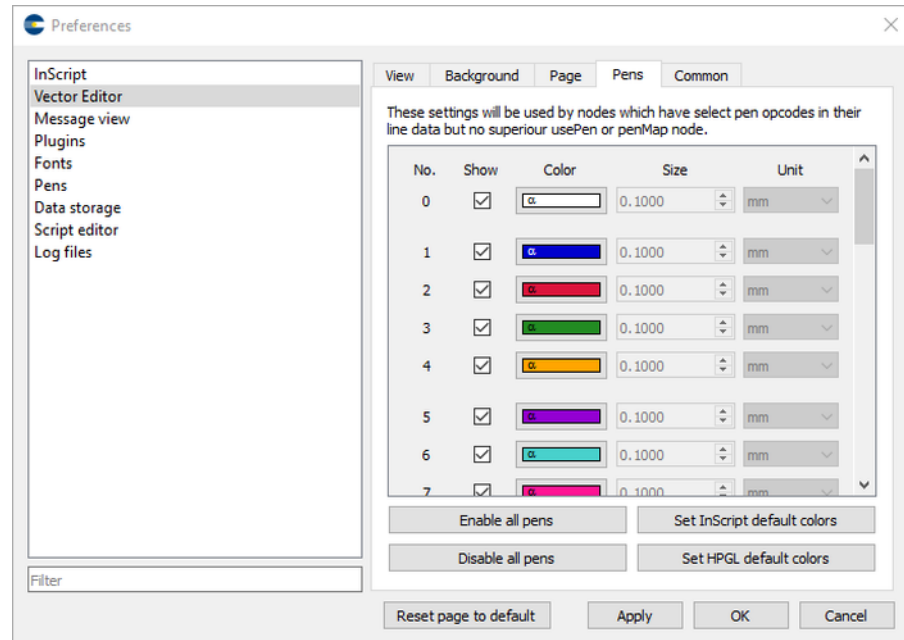 Preferences
InScript
Vector Editor
Message view
Plugins
Fonts
Pens
Data storage
Script editor
Log files
Filter
View Background Page Pens Common
These settings will be used by nodes which have select pen opcodes in their
line data but no superiour usePen or penMap node.
No. Show Color Size Unit
0 α 0.1000 mm
1 α 0.1000 mm
2 α 0.1000 mm
3 α 0.1000 mm
4 α 0.1000 mm
5 α 0.1000 mm
6 α 0.1000 mm
7 α 0.1000 mm
Enable all pens Set InScript default colors
Disable all pens Set HPGL default colors
Reset page to default Apply OK Cancel